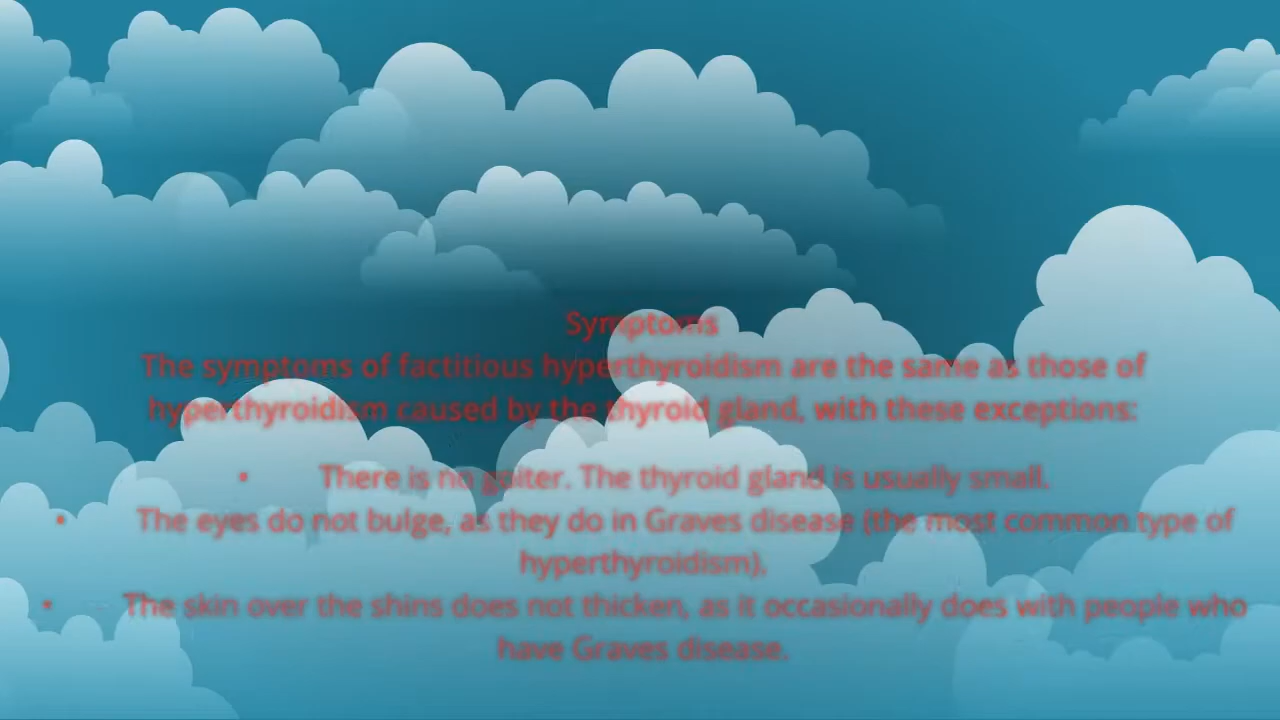 Symptoms
The symptoms of factitious hyperthyroidism are the same as those of
hyperthyroidism caused by the thyroid gland, with these exceptions:
• There is no goiter. The thyroid gland is usually small.
• The eyes do not bulge, as they do in Graves disease (the most common type of
hyperthyroidism).
• The skin over the shins does not thicken, as it occasionally does with people who
have Graves disease.